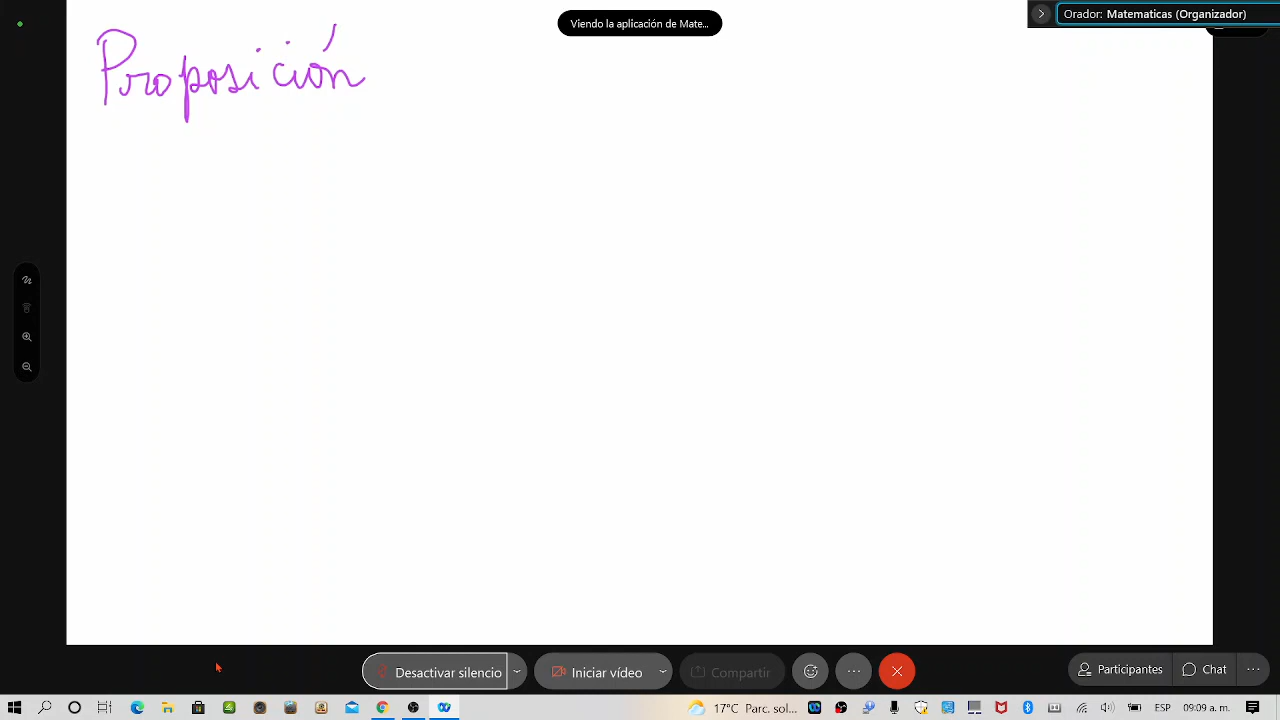 Viendo la aplicación de Mate...
Orador: Matematicas (Organizador)
Proposición
Desactivar silencio
Iniciar vídeo
Compartir
...
Participantes
Chat
...
17°C Parc. sol...
ESP
09:09 a. m.